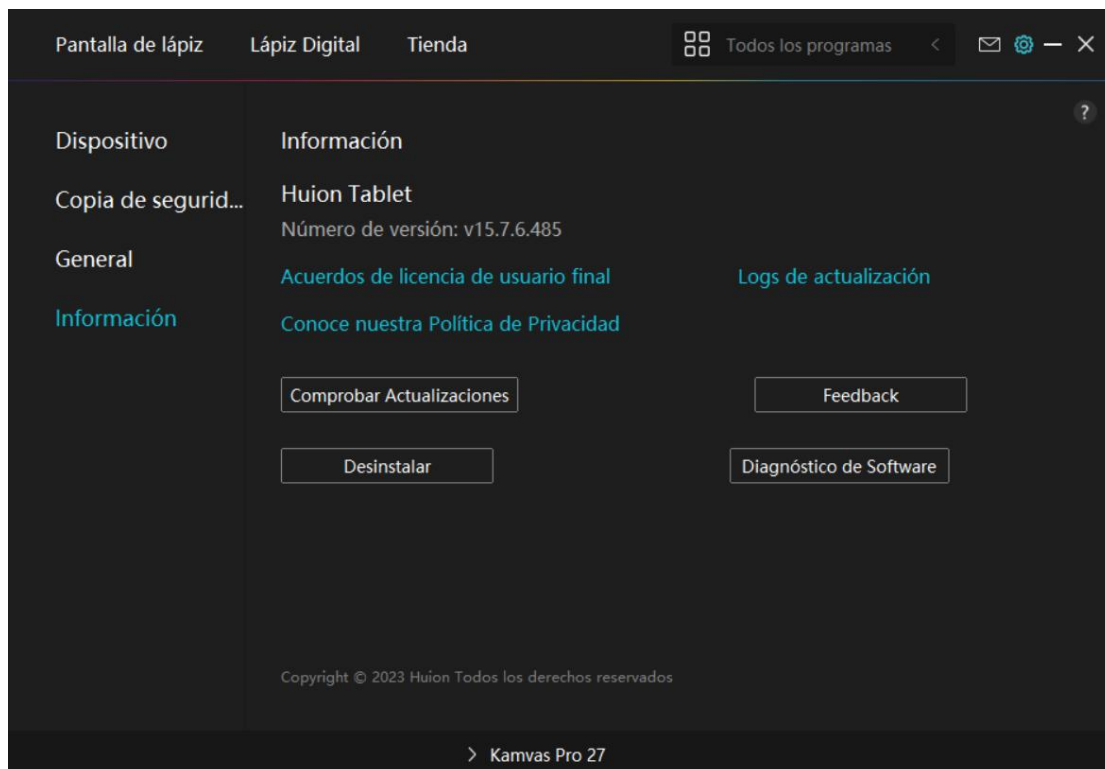 Pantalla de lápiz Lápiz Digital Tienda Todos los programas
?
Dispositivo
Copia de segurid...
General
Información
Información
Huion Tablet
Número de versión: v15.7.6.485
Acuerdos de licencia de usuario final Logs de actualización
Conoce nuestra Política de Privacidad
Comprobar Actualizaciones Feedback
Desinstalar Diagnóstico de Software
Copyright © 2023 Huion Todos los derechos reservados
Kamvas Pro 27